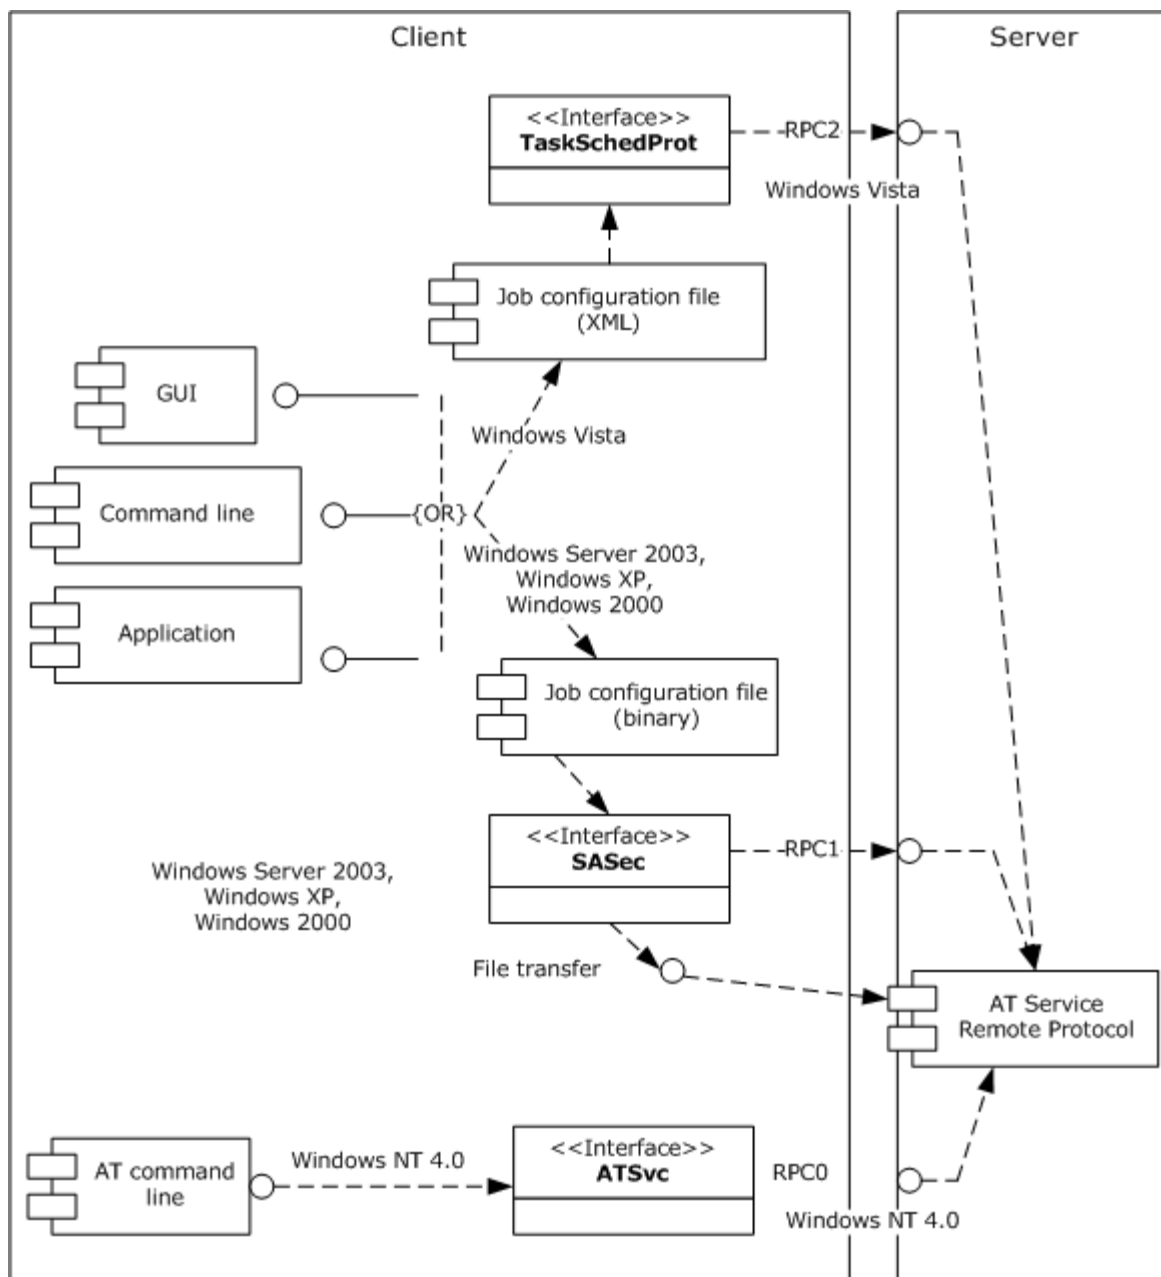 Client
Server
<<Interface>>
TaskSchedProt
RPC2
Windows Vista
Job configuration file
(XML)
GUI
Windows Vista
Command line
{OR}
Windows Server 2003,
Windows XP,
Windows 2000
Application
Job configuration file
(binary)
<<Interface>>
SASec
RPC1
Windows Server 2003,
Windows XP,
Windows 2000
File transfer
AT Service
Remote Protocol
AT command
line
Windows NT 4.0
<<Interface>>
ATSvc
RPC0
Windows NT 4.0